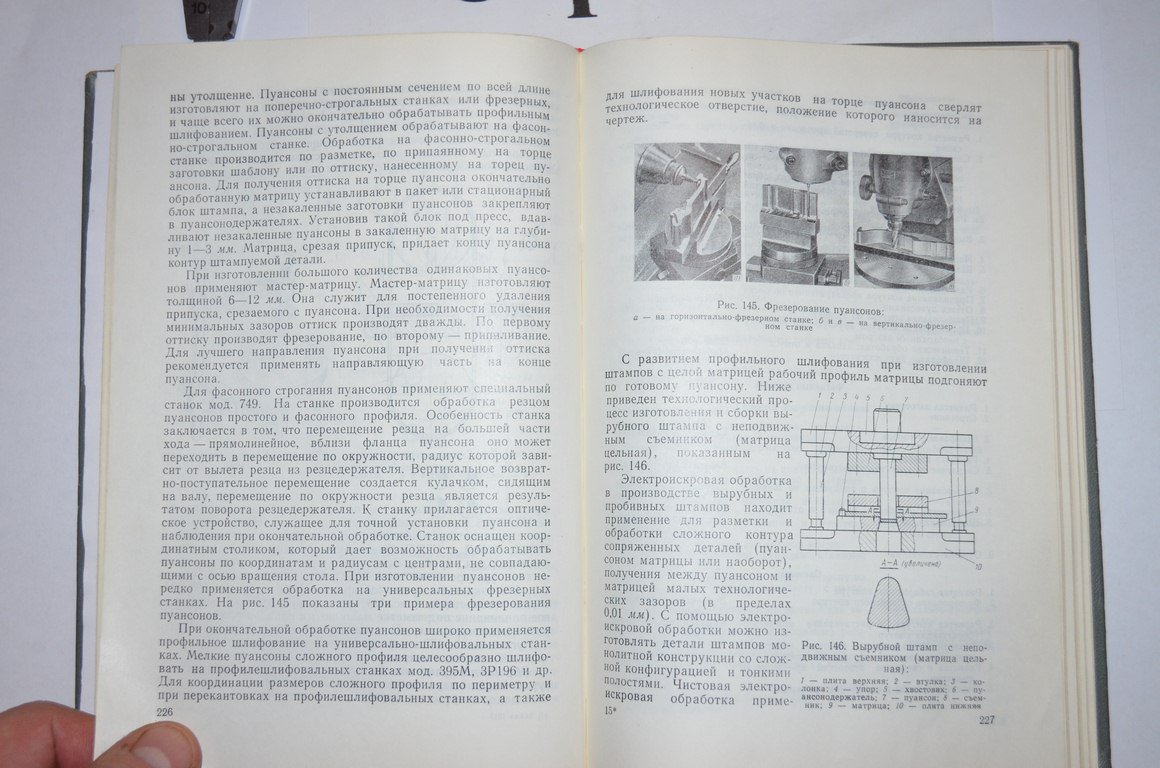 10
ны утолщение. Пуансоны с постоянным сечением по всей длине
изготовляют на поперечно-строгальных станках или фрезерных,
и чаще всего их можно окончательно обрабатывать профильным
шлифованием. Пуансоны с утолщением обрабатывают на фасон-
но-строгальном станке. Обработка на фасонно-строгальном
станке производится по разметке, по припаянному на торце
заготовки шаблону или по оттиску, нанесенному на торец пу-
ансона. Для получения оттиска на торце пуансона окончательно
обработанную матрицу устанавливают в пакет или стационарный
блок штампа, а незакаленные заготовки пуансонов закрепляют
в пуансонодержателях. Установив такой блок под пресс, вдав-
ливают незакаленные пуансоны в закаленную матрицу на глуби-
ну 1—3 мм. Матрица, срезая припуск, придает концу пуансона
контур штампуемой детали.
При изготовлении большого количества одинаковых пуансо-
нов применяют мастер-матрицу. Мастер-матрицу изготовляют
толщиной 6—12 мм. Она служит для постепенного удаления
припуска, срезаемого с пуансона. При необходимости получения
минимальных зазоров оттиск производят дважды. По первому
оттиску производят фрезерование, по второму — припиливание.
Для лучшего направления пуансона при получении оттиска
рекомендуется применять направляющую часть на конце
пуансона.
Для фасонного строгания пуансонов применяют специальный
станок мод. 749. На станке производится обработка резцом
пуансонов простого и фасонного профиля. Особенность станка
заключается в том, что перемещение резца на большей части
хода — прямолинейное, вблизи фланца пуансона оно может
переходить в перемещение по окружности, радиус которой зави-
сит от вылета резца из резцедержателя. Вертикальное возврат-
но-поступательное перемещение создается кулачком, сидящим
на валу, перемещение по окружности резца является резуль-
татом поворота резцедержателя. К станку прилагается оптиче-
ское устройство, служащее для точной установки пуансона и
наблюдения при окончательной обработке. Станок оснащен коор-
динатным столиком, который дает возможность обрабатывать
пуансоны по координатам и радиусам с центрами, не совпадаю-
щими с осью вращения стола. При изготовлении пуансонов не-
редко применяется обработка на универсальных фрезерных
станках. На рис. 145 показаны три примера фрезерования
пуансонов.
При окончательной обработке пуансонов широко применяется
профильное шлифование на универсально-шлифовальных стан-
ках. Мелкие пуансоны сложного профиля целесообразно шлифо-
вать на профилешлифовальных станках мод. 395М, 3Р196 и др.
Для координации размеров сложного профиля по периметру и
при перекантовках на профилешлифовальных станках, а также
226
для шлифования новых участков на торце пуансона сверлят
технологическое отверстие, положение которого наносится на
чертеж.
Рис. 145. Фрезерование пуансонов:
а — на горизонтально-фрезерном станке; б и в — на вертикально-фрезер-
ном станке
С развитием профильного шлифования при изготовлении
штампов с целой матрицей рабочий профиль матрицы подгоняют
по готовому пуансону. Ниже
приведен технологический про-
цесс изготовления и сборки вы-
рубного штампа с неподвиж-
ным съемником (матрица
цельная), показанным на
рис. 146.
Электроискровая обработка
в производстве вырубных и
пробивных штампов находит
применение для разметки и
обработки сложного контура
сопряженных деталей (пуан-
соном матрицы или наоборот),
получения между пуансоном и
матрицей малых технологиче-
ских зазоров (в пределах
0,01 мм). С помощью электро-
искровой обработки можно из-
готовлять детали штампов мо-
нолитной конструкции со слож-
ной конфигурацией и тонкими
полостями. Чистовая электро-
искровая обработка приме-
1 2 3 4 5 6 7
8
9
10
А А
А—А (увеличено)
Рис. 146. Вырубной штамп с непо-
движным съемником (матрица цель-
ная):
1 — плита верхняя; 2 — втулка; 3 — ко-
лонка; 4 — упор; 5 — хвостовик; 6 — пу-
ансонодержатель; 7 — пуансон; 8 — съем-
ник; 9 — матрица; 10 — плита нижняя
15*
227